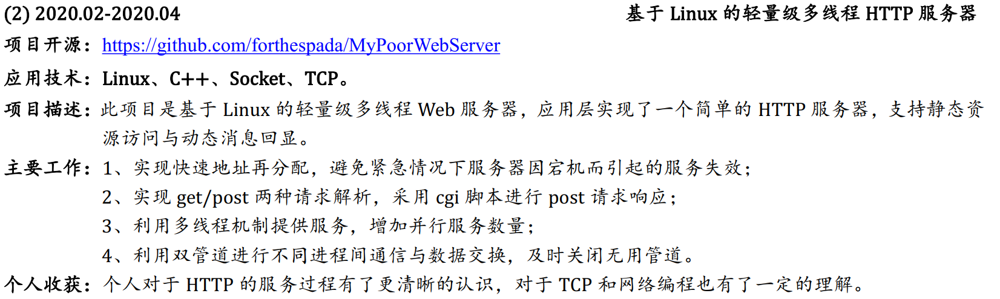 (2) 2020.02-2020.04 基于 Linux 的轻量级多线程 HTTP 服务器
项目开源：https://github.com/forthespada/MyPoorWebServer
应用技术：Linux、C++、Socket、TCP。
项目描述：此项目是基于 Linux 的轻量级多线程 Web 服务器，应用层实现了一个简单的 HTTP 服务器，支持静态资
源访问与动态消息回显。
主要工作：1、实现快速地址再分配，避免紧急情况下服务器因宕机而引起的服务失效；
2、实现 get/post 两种请求解析，采用 cgi 脚本进行 post 请求响应；
3、利用多线程机制提供服务，增加并行服务数量；
4、利用双管道进行不同进程间通信与数据交换，及时关闭无用管道。
个人收获：个人对于 HTTP 的服务过程有了更清晰的认识，对于 TCP 和网络编程也有了一定的理解。